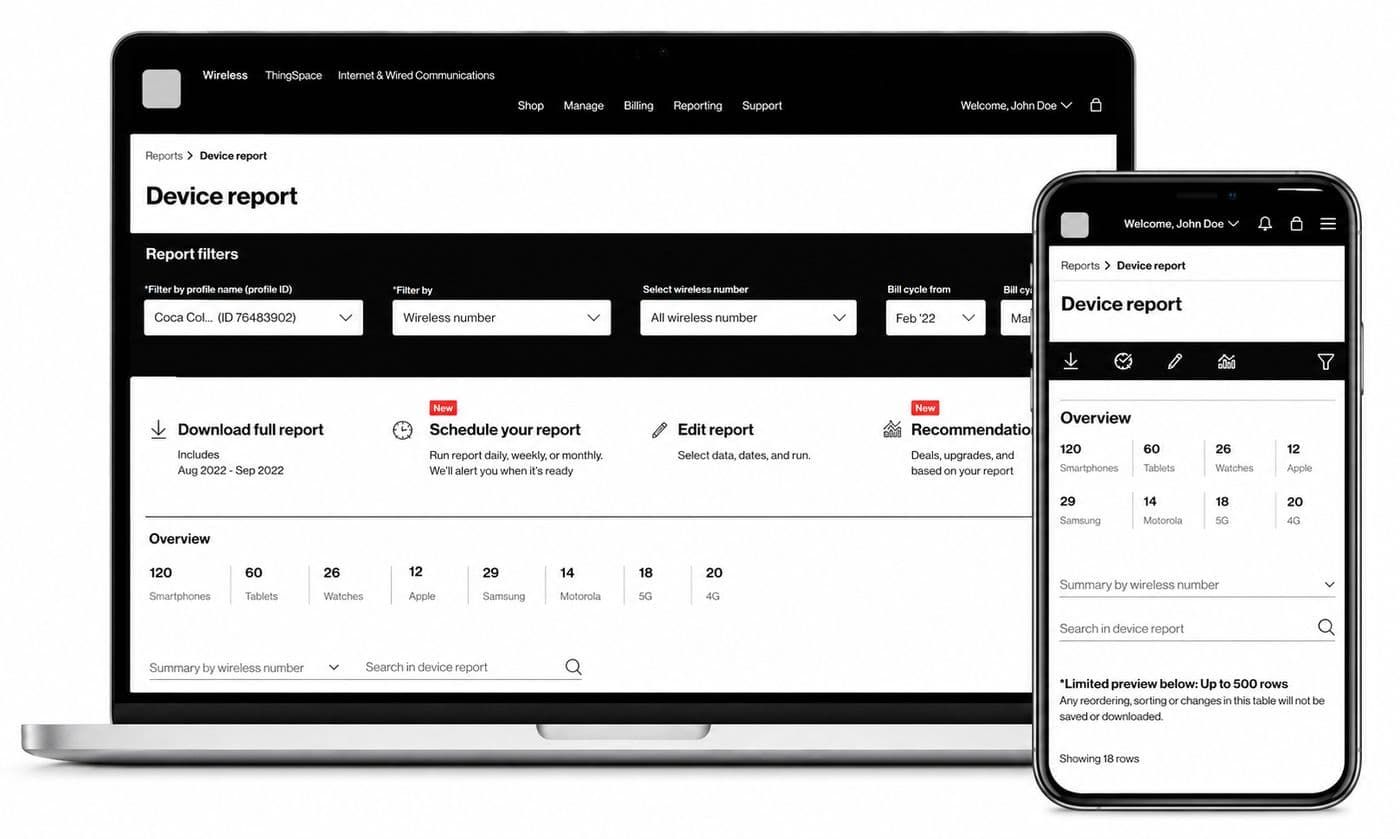 Wireless ThingSpace Internet & Wired Communications
Shop Manage Billing Reporting Support Welcome, John Doe
Reports > Device report
Device report
Report filters
*Filter by profile name (profile ID) *Filter by Select wireless number Bill cycle from Bill cy
Coca Col... (ID 76483902) Wireless number All wireless number Feb '22 Mar
New New
Download full report Schedule your report Edit report Recommendatio
Includes Run report daily, weekly, or monthly. Select data, dates, and run. Deals, upgrades, and
Aug 2022 - Sep 2022 We'll alert you when it's ready based on your report
Overview
120 60 26 12 29 14 18 20
Smartphones Tablets Watches Apple Samsung Motorola 5G 4G
Summary by wireless number Search in device report
Welcome, John Doe
Reports > Device report
Device report
Overview
120 60 26 12
Smartphones Tablets Watches Apple
29 14 18 20
Samsung Motorola 5G 4G
Summary by wireless number
Search in device report
*Limited preview below: Up to 500 rows
Any reordering, sorting or changes in this table will not be
saved or downloaded.
Showing 18 rows